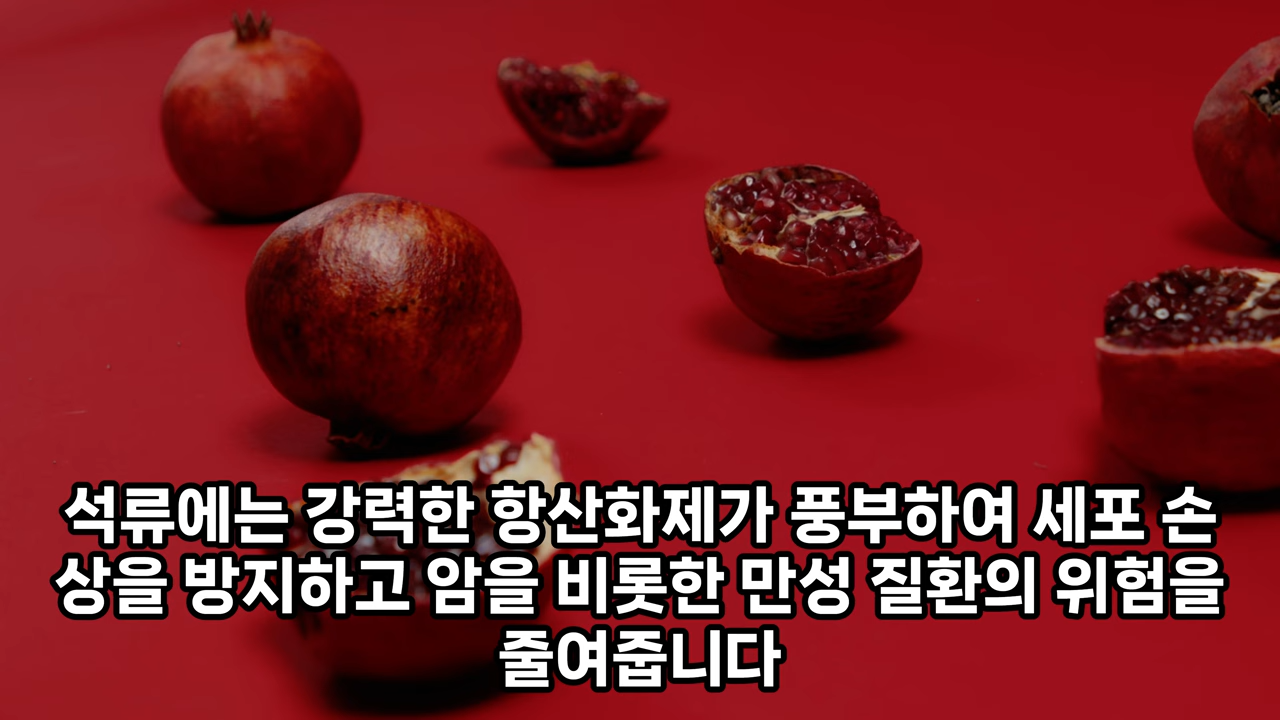 석류에는 강력한 항산화제가 풍부하여 세포 손
상을 방지하고 암을 비롯한 만성 질환의 위험을
줄여줍니다